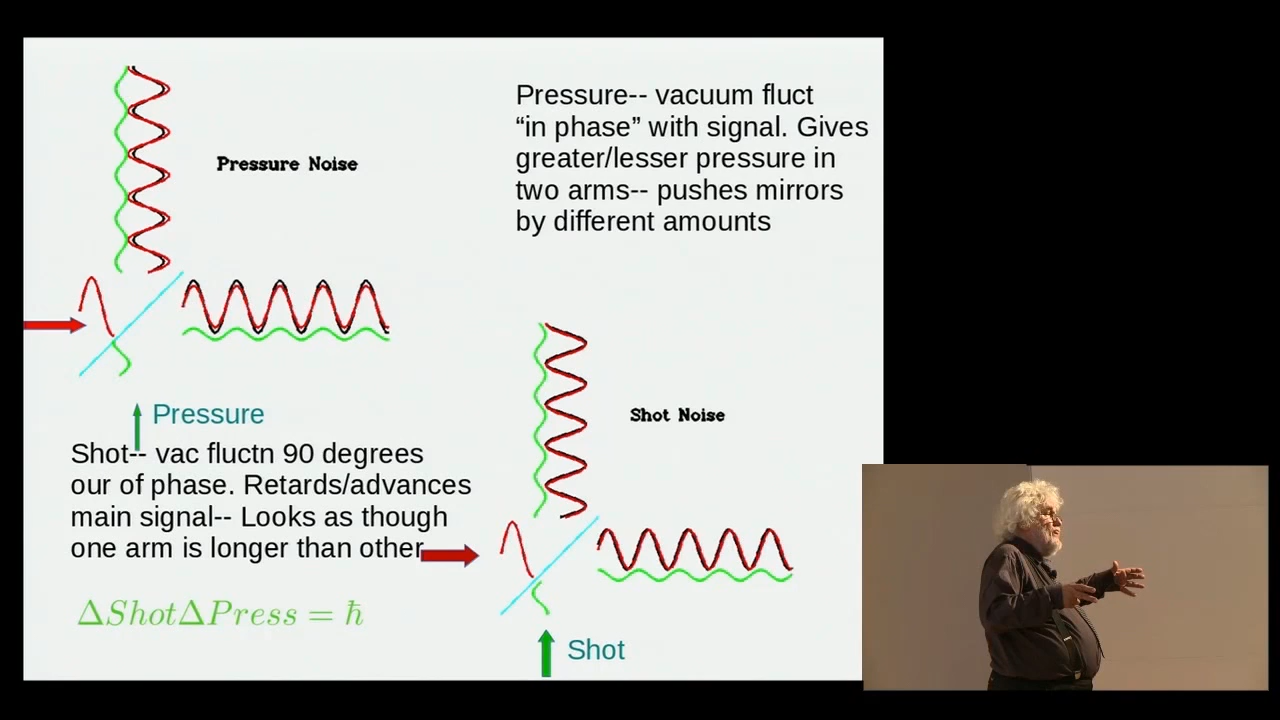 Pressure-- vacuum fluct
“in phase” with signal. Gives
greater/lesser pressure in
two arms-- pushes mirrors
by different amounts
Pressure Noise
Pressure
Shot-- vac fluctn 90 degrees
our of phase. Retards/advances
main signal-- Looks as though
one arm is longer than other
ΔShotΔPress = ħ
Shot Noise
Shot